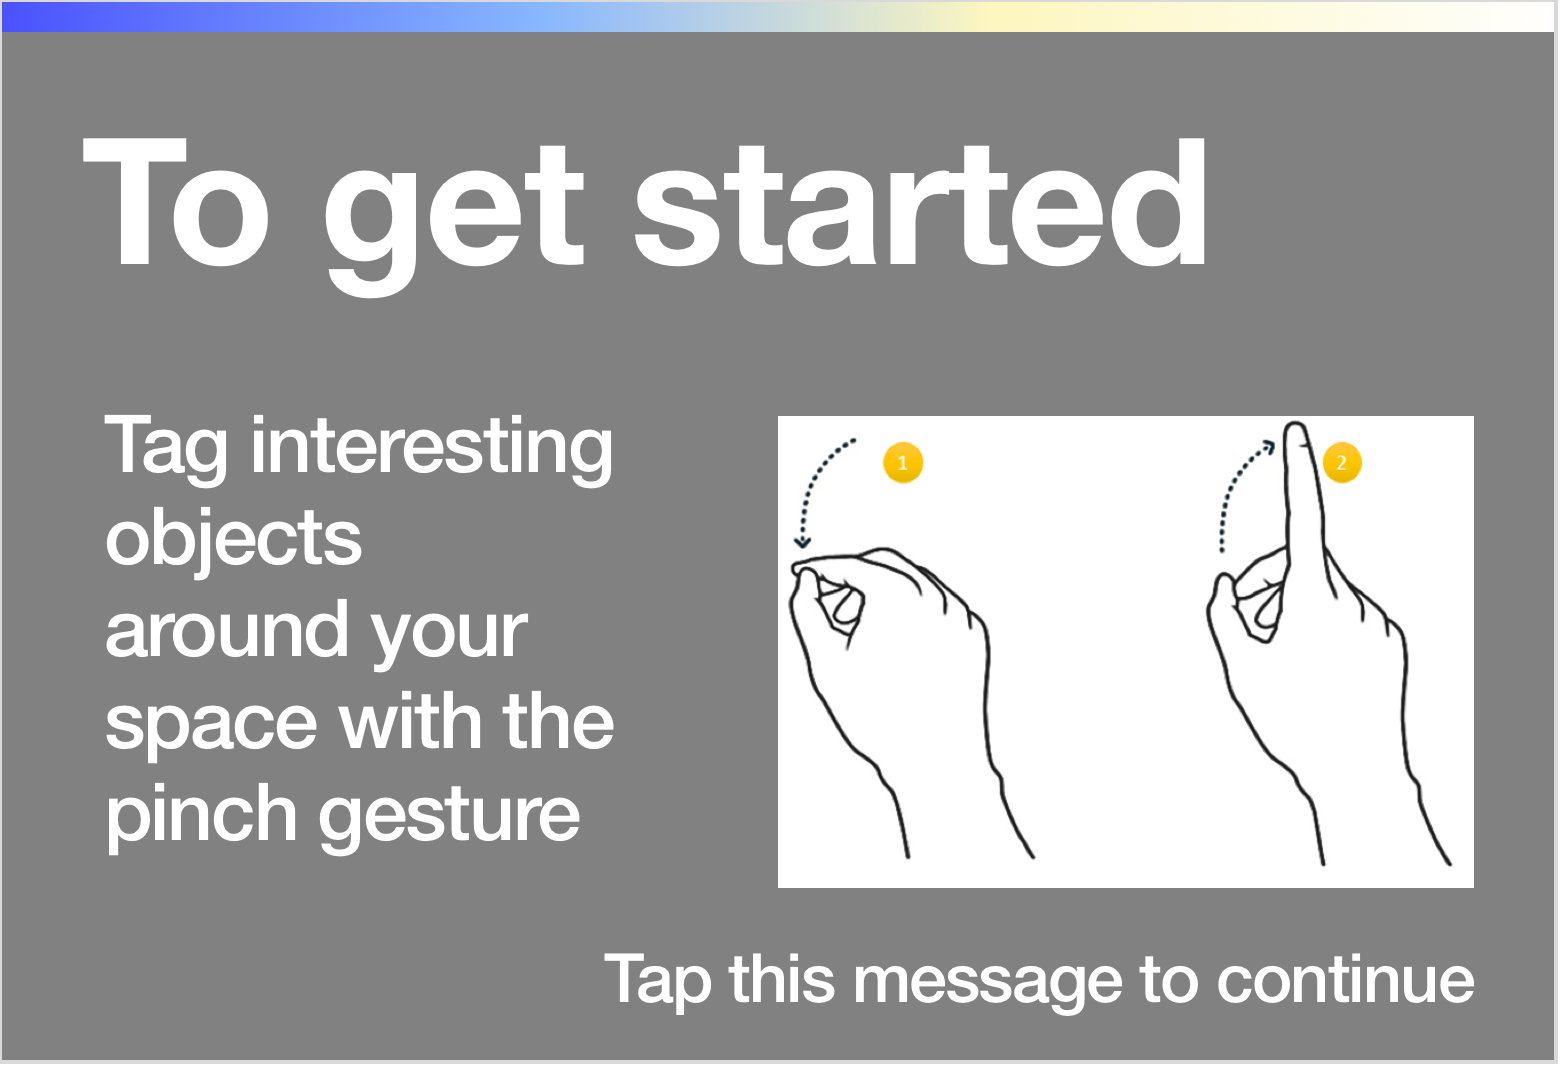 To get started
Tag interesting
objects
around your
space with the
pinch gesture
1
2
Tap this message to continue